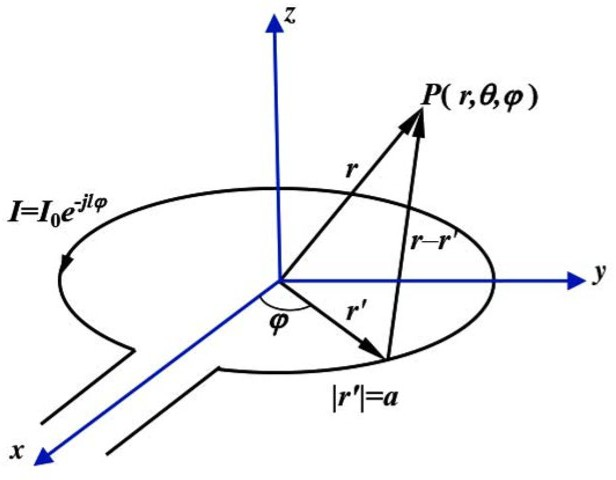 z
P( r,θ,φ)
r
I=I₀e⁻ʲˡᵠ
r–r'
y
φ
r'
|r'|=a
x